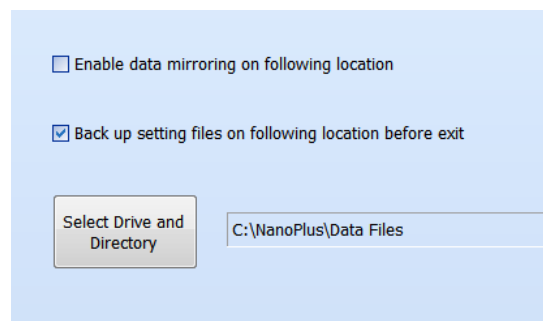 Enable data mirroring on following location
Back up setting files on following location before exit
Select Drive and
Directory
C:\NanoPlus\Data Files